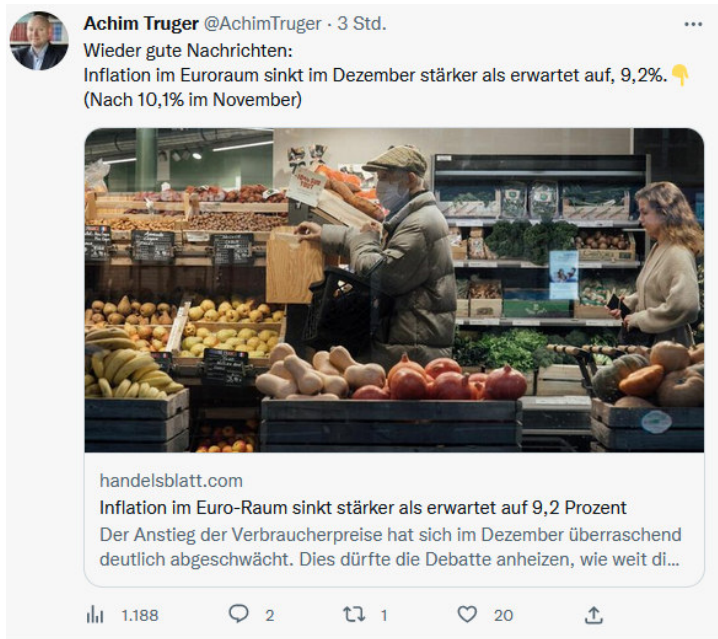 Achim Truger @AchimTruger · 3 Std.
Wieder gute Nachrichten:
Inflation im Euroraum sinkt im Dezember stärker als erwartet auf, 9,2%.👇
(Nach 10,1% im November)
handelsblatt.com
Inflation im Euro-Raum sinkt stärker als erwartet auf 9,2 Prozent
Der Anstieg der Verbraucherpreise hat sich im Dezember überraschend
deutlich abgeschwächt. Dies dürfte die Debatte anheizen, wie weit di...
1.188 2 1 20